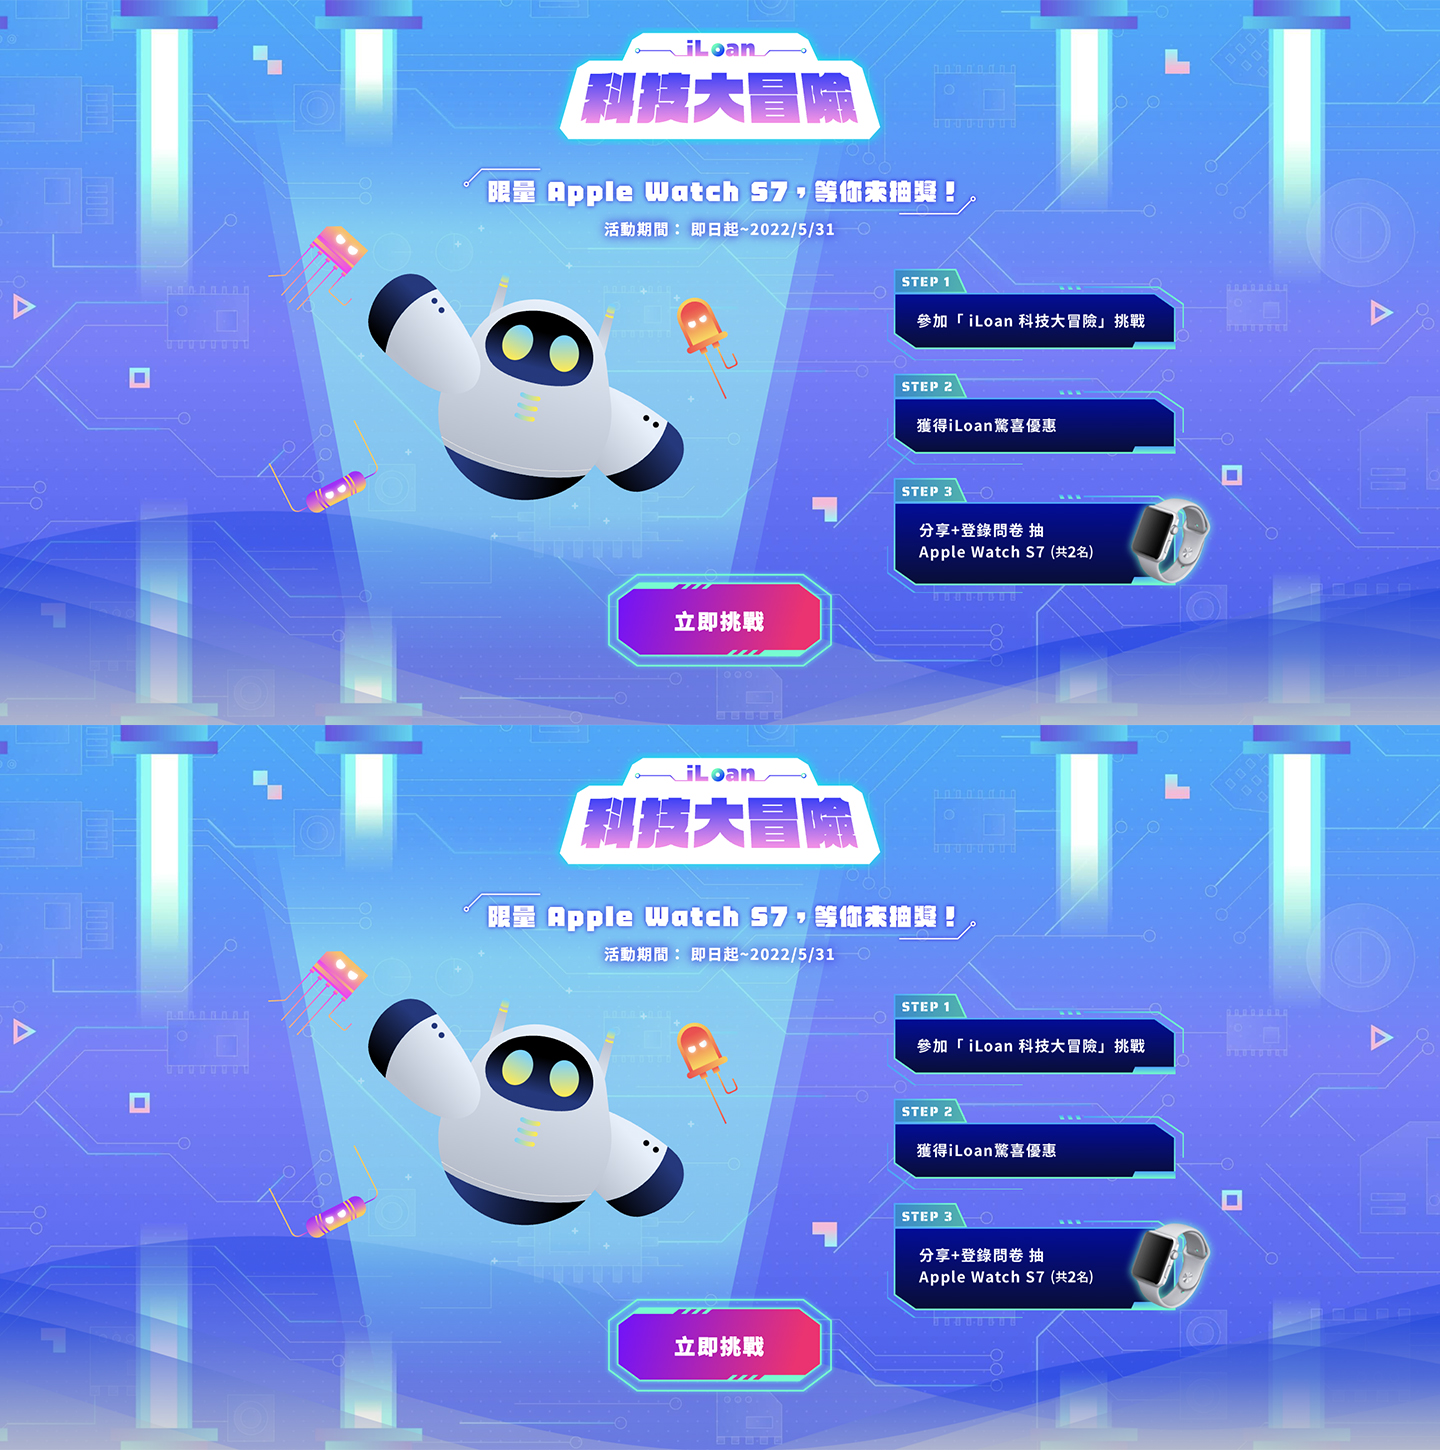 iLoan
科技大冒險
限量 Apple Watch S7，等你來抽獎！
活動期間： 即日起~2022/5/31
STEP 1
參加「 iLoan 科技大冒險」挑戰
STEP 2
獲得iLoan驚喜優惠
STEP 3
分享+登錄問卷 抽
Apple Watch S7 (共2名)
立即挑戰
iLoan
科技大冒險
限量 Apple Watch S7，等你來抽獎！
活動期間： 即日起~2022/5/31
STEP 1
參加「 iLoan 科技大冒險」挑戰
STEP 2
獲得iLoan驚喜優惠
STEP 3
分享+登錄問卷 抽
Apple Watch S7 (共2名)
立即挑戰